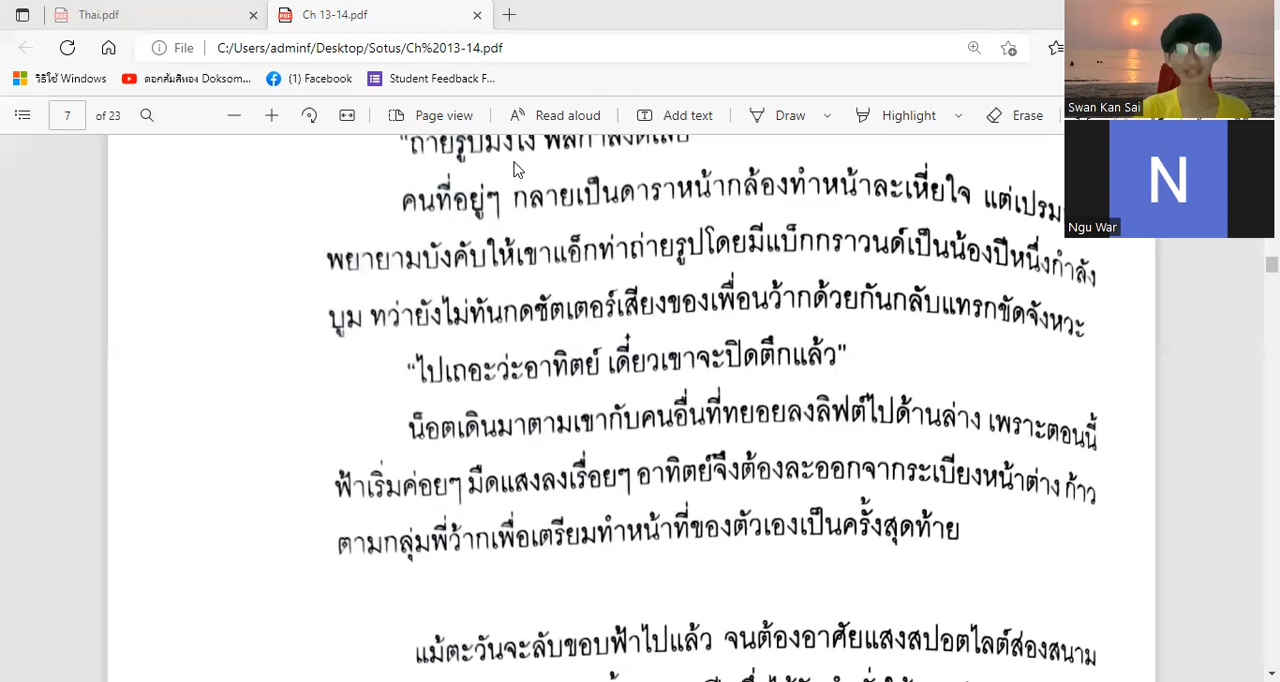 Thai.pdf
Ch 13-14.pdf
File C:/Users/adminf/Desktop/Sotus/Ch%2013-14.pdf
วิธีใช้ Windows
ดอกส้มสีทอง Doksom...
(1) Facebook
Student Feedback F...
7 of 23
Page view
Read aloud
Add text
Draw
Highlight
Erase
Swan Kan Sai
N
Ngu War
"ถ่ายรูป
คนที่อยู่ๆ กลายเป็นดาราหน้ากล้องทำหน้าละเหี่ยใจ แต่เปรม
พยายามบังคับให้เขาแอ็กท่าถ่ายรูปโดยมีแบ็กกราวนด์เป็นน้องปีหนึ่งกำลัง
บูม ทว่ายังไม่ทันกดชัตเตอร์เสียงของเพื่อนว้ากด้วยกันกลับแทรกขัดจังหวะ
"ไปเถอะว่ะอาทิตย์ เดี๋ยวเขาจะปิดตึกแล้ว"
น็อตเดินมาตามเขากับคนอื่นที่ทยอยลงลิฟต์ไปด้านล่าง เพราะตอนนี้
ฟ้าเริ่มค่อยๆ มืดแสงลงเรื่อยๆ อาทิตย์จึงต้องละออกจากระเบียงหน้าต่าง ก้าว
ตามกลุ่มพี่ว้ากเพื่อเตรียมทำหน้าที่ของตัวเองเป็นครั้งสุดท้าย
แม้ตะวันจะลับขอบฟ้าไปแล้ว จนต้องอาศัยแสงสปอตไลต์ส่องสนาม